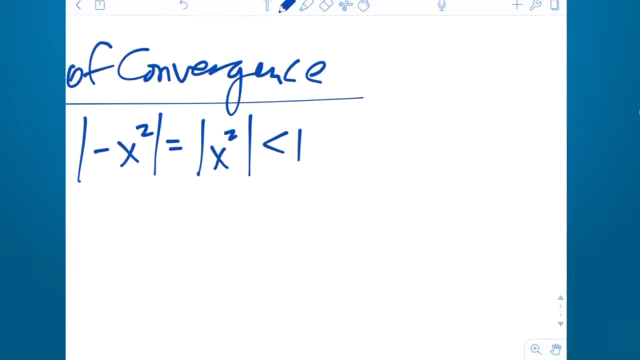 of Convergence
|-x²| = |x²| < 1